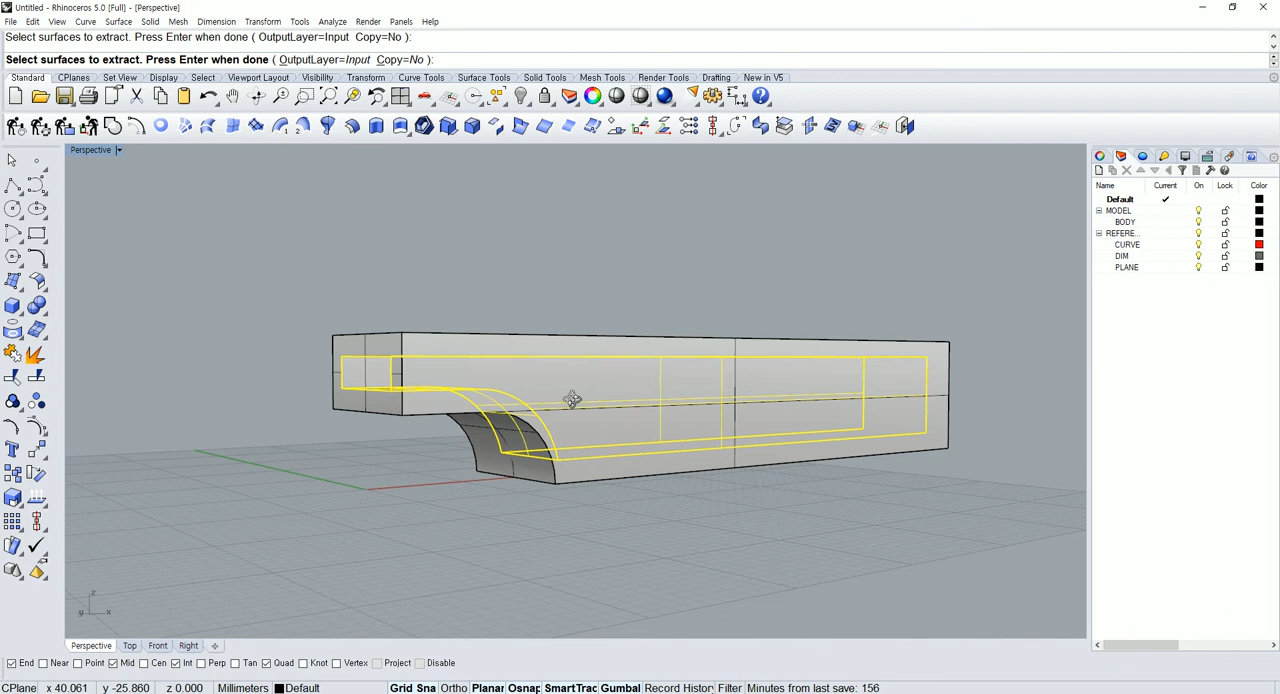 Untitled - Rhinoceros 5.0 [Full] - [Perspective]
File Edit View Curve Surface Solid Mesh Dimension Transform Tools Analyze Render Panels Help
Select surfaces to extract. Press Enter when done ( OutputLayer=Input Copy=No ):
Select surfaces to extract. Press Enter when done ( OutputLayer=Input Copy=No ):
Standard CPlanes Set View Display Select Viewport Layout Visibility Transform Curve Tools Surface Tools Solid Tools Mesh Tools Render Tools Drafting New in V5
Perspective
Name Current On Lock Color
Default
MODEL
BODY
REFERE...
CURVE
DIM
PLANE
z
y x
Perspective Top Front Right
End Near Point Mid Cen Int Perp Tan Quad Knot Vertex Project Disable
CPlane x 40.061 y -25.860 z 0.000 Millimeters Default Grid Sna Ortho Planar Osnap SmartTrac Gumbal Record History Filter Minutes from last save: 156